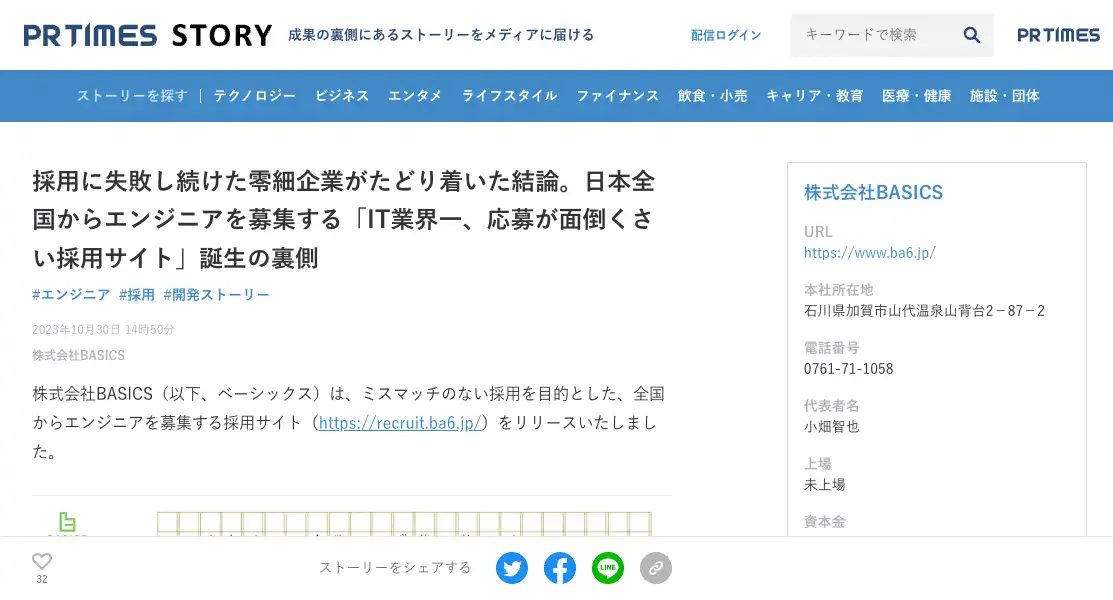 PR TIMES STORY 成果の裏側にあるストーリーをメディアに届ける 配信ログイン キーワードで検索 PR TIMES
ストーリーを探す | テクノロジー ビジネス エンタメ ライフスタイル ファイナンス 飲食・小売 キャリア・教育 医療・健康 施設・団体
採用に失敗し続けた零細企業がたどり着いた結論。日本全
国からエンジニアを募集する「IT業界一、応募が面倒くさ
い採用サイト」誕生の裏側
#エンジニア #採用 #開発ストーリー
2023年10月30日 14時50分
株式会社BASICS
株式会社BASICS（以下、ベーシックス）は、ミスマッチのない採用を目的とした、全国
からエンジニアを募集する採用サイト（https://recruit.ba6.jp/）をリリースいたしまし
た。
株式会社BASICS
URL
https://www.ba6.jp/
本社所在地
石川県加賀市山代温泉山背台2－87－2
電話番号
0761-71-1058
代表者名
小畑智也
上場
未上場
資本金
32
ストーリーをシェアする
LINE